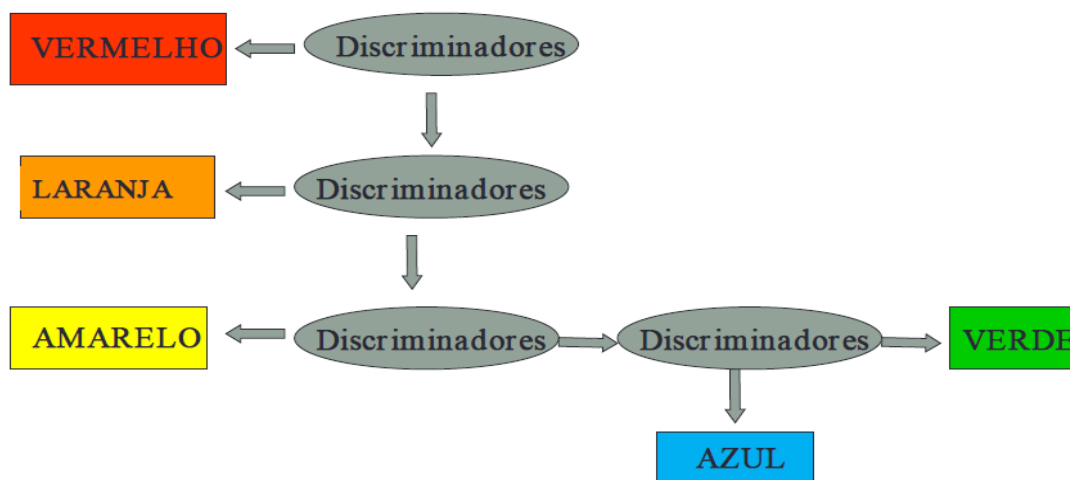 VERMELHO
Discriminadores
LARANJA
Discriminadores
AMARELO
Discriminadores
Discriminadores
VERDE
AZUL